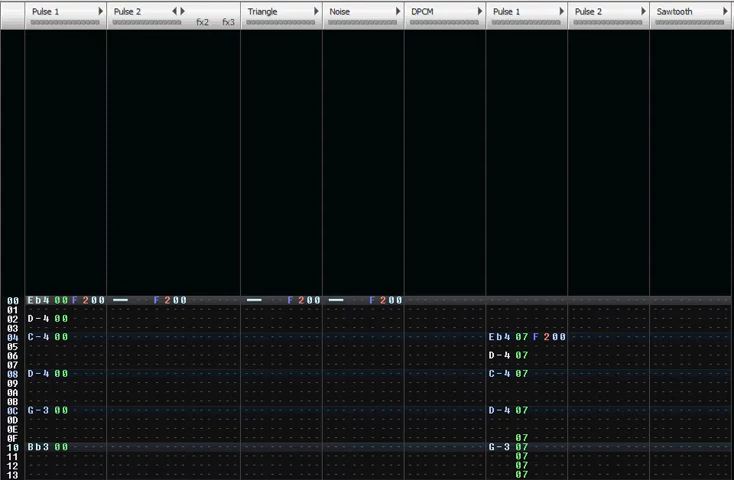 Pulse 1 Pulse 2 fx2 fx3 Triangle Noise DPCM Pulse 1 Pulse 2 Sawtooth
00 Eb4 00 F 200 F 200 F 200 F 200
01
02 D-4 00
03
04 C-4 00 Eb4 07 F 200
05
06 D-4 07
07
08 D-4 00 C-4 07
09
0A
0B
0C G-3 00 D-4 07
0D
0E
0F 07
10 Bb3 00 G-3 07
11 07
12 07
13 07